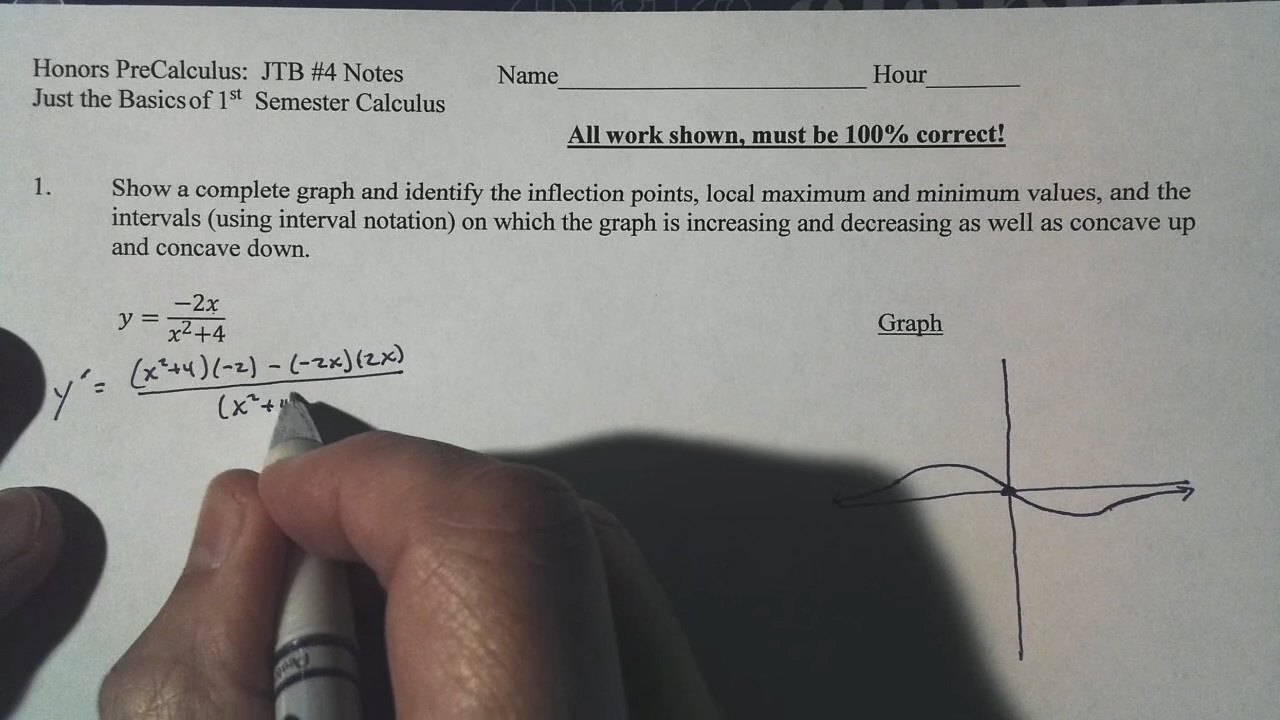 Honors PreCalculus: JTB #4 Notes
Name____________________ Hour________
Just the Basics of 1st Semester Calculus
All work shown, must be 100% correct!
1. Show a complete graph and identify the inflection points, local maximum and minimum values, and the
intervals (using interval notation) on which the graph is increasing and decreasing as well as concave up
and concave down.
y = −2x
x²+4
Graph
y' = (x²+4)(-2) - (-2x)(2x)
(x²+